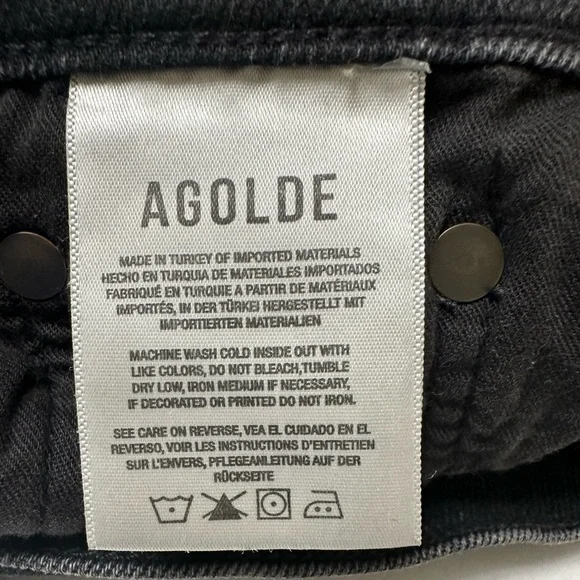 AGOLDE
MADE IN TURKEY OF IMPORTED MATERIALS
HECHO EN TURQUIA DE MATERIALES IMPORTADOS
FABRIQUÉ EN TURQUIE A PARTIR DE MATÉRIAUX
IMPORTÉS, IN DER TÜRKEI HERGESTELLT MIT
IMPORTIERTEN MATERIALIEN
MACHINE WASH COLD INSIDE OUT WITH
LIKE COLORS, DO NOT BLEACH,TUMBLE
DRY LOW, IRON MEDIUM IF NECESSARY,
IF DECORATED OR PRINTED DO NOT IRON.
SEE CARE ON REVERSE, VEA EL CUIDADO EN EL
REVERSO, VOIR LES INSTRUCTIONS D'ENTRETIEN
SUR L'ENVERS, PFLEGEANLEITUNG AUF DER
RÜCKSEITE